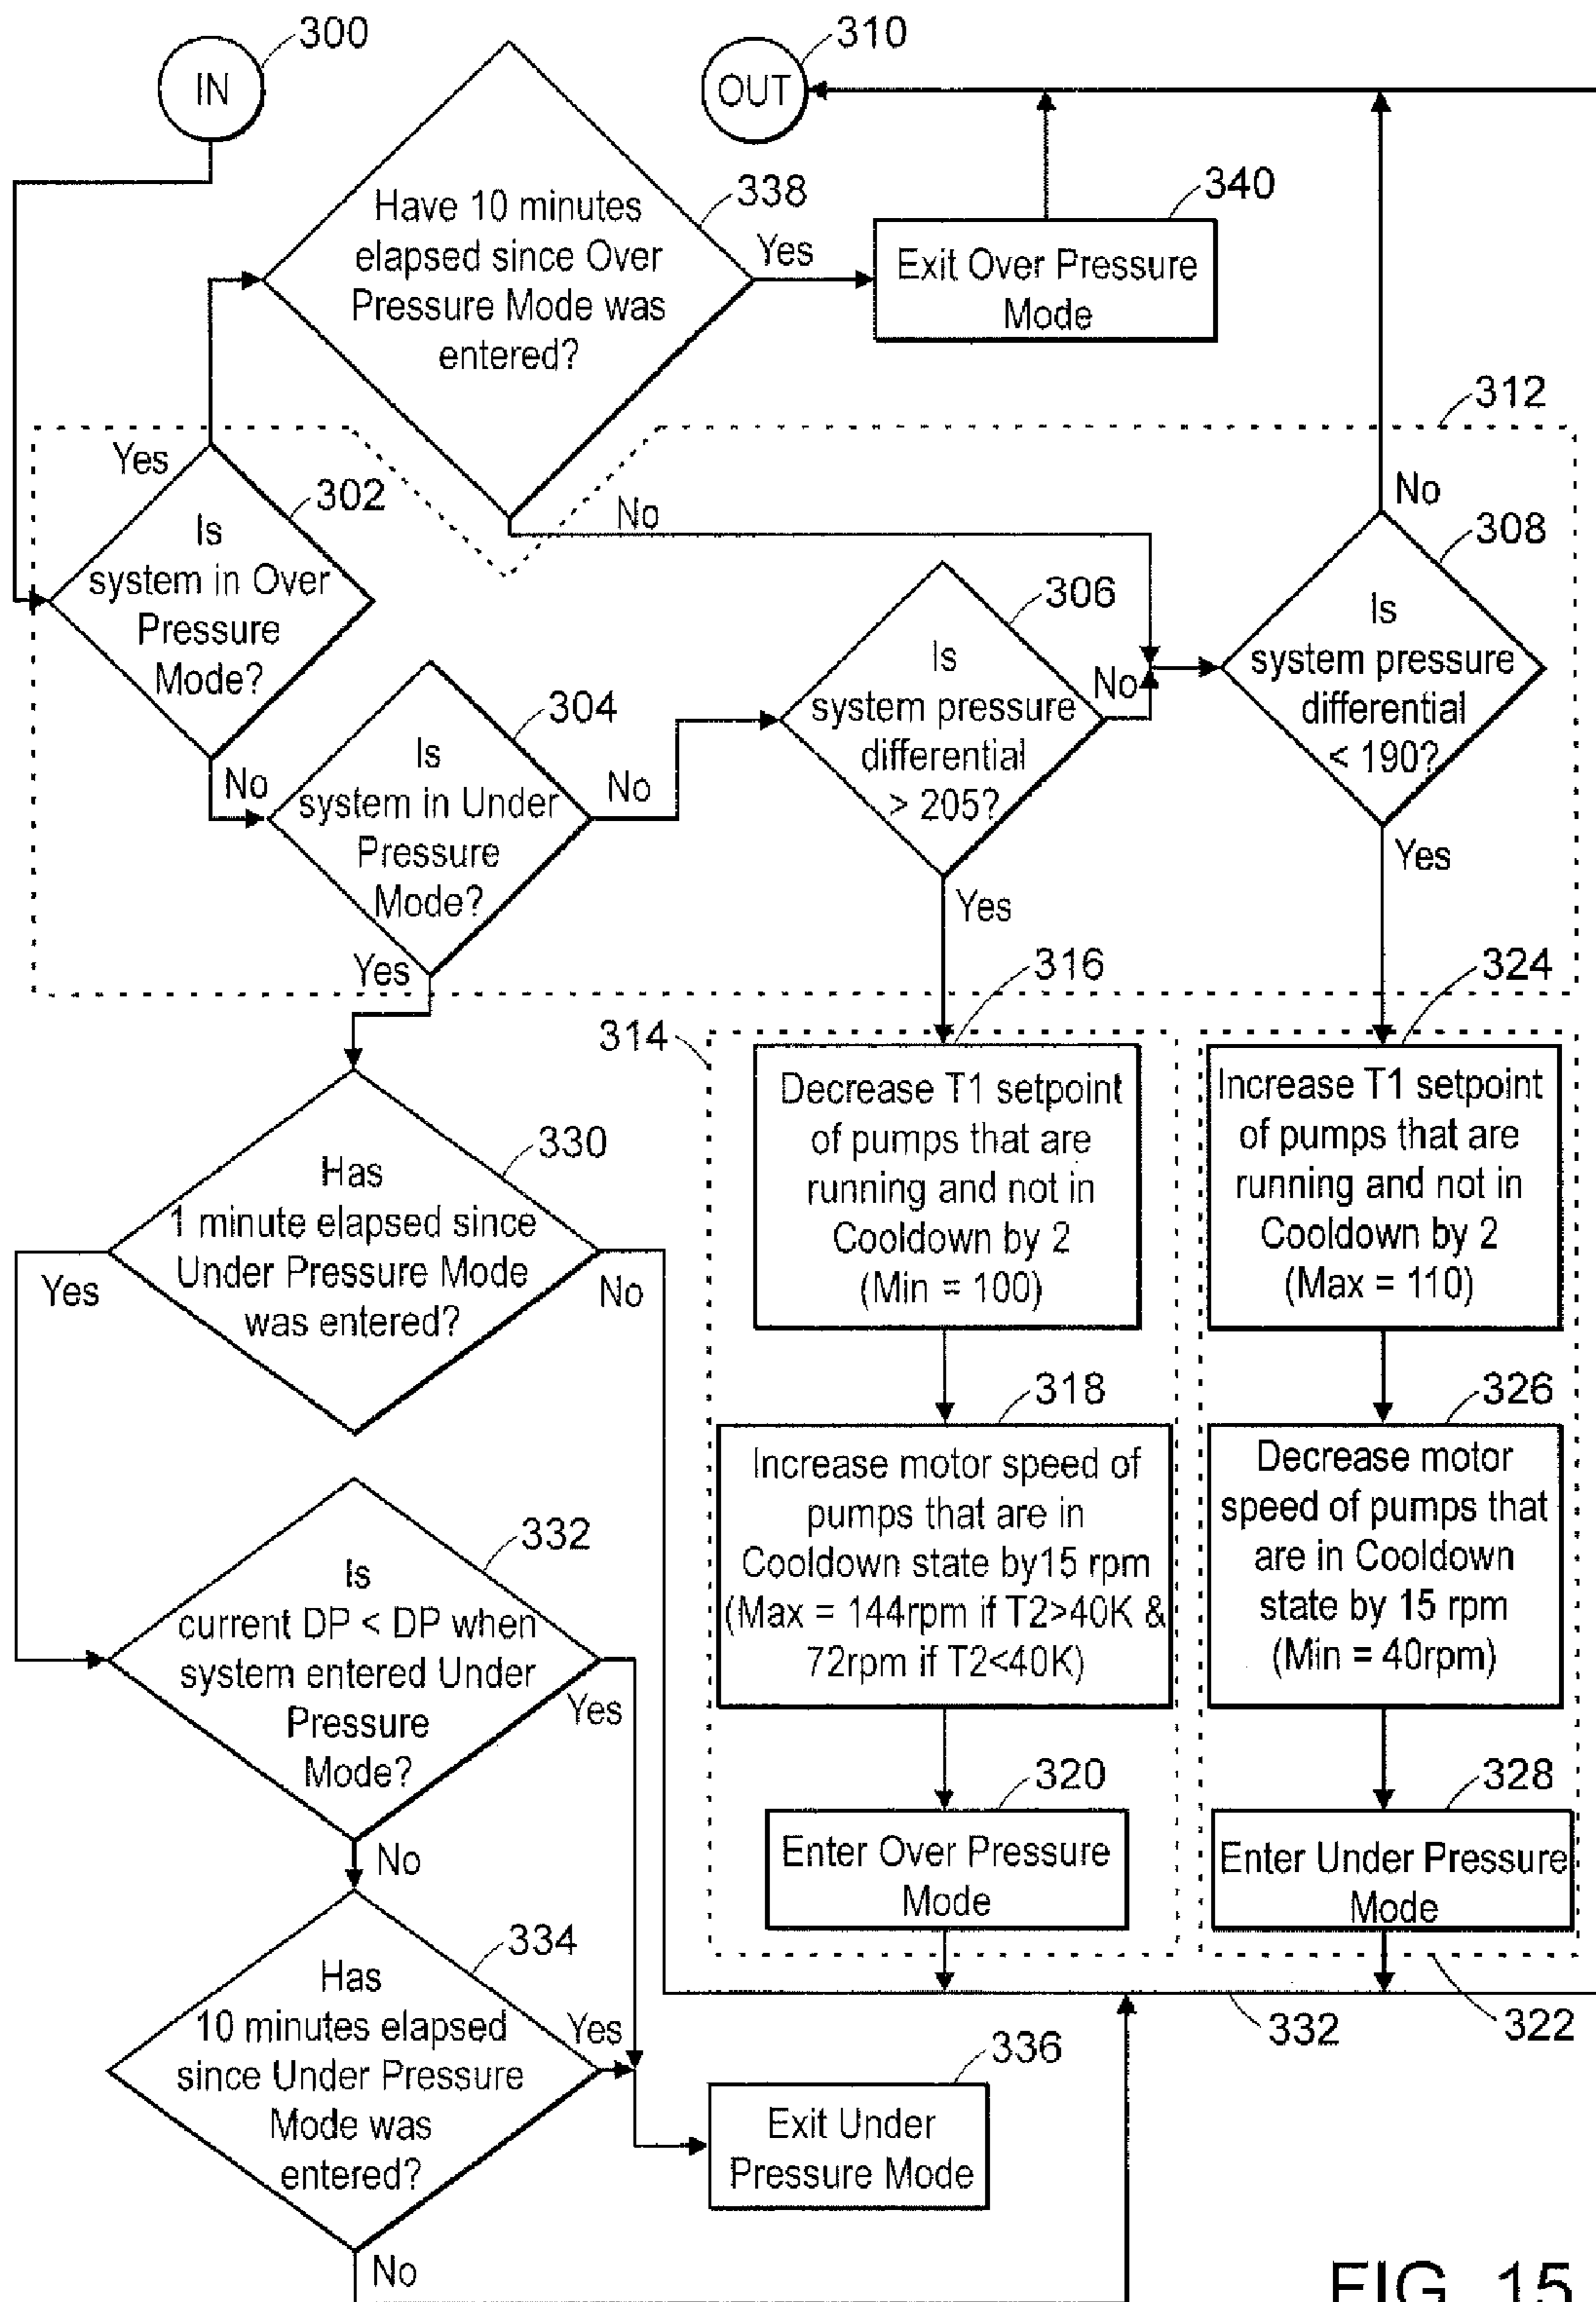 300
IN
310
OUT
338
Have 10 minutes
elapsed since Over
Pressure Mode was
entered?
Yes
340
Exit Over Pressure
Mode
312
Yes
302
Is
system in Over
Pressure
Mode?
No
No
No
308
Is
system pressure
differential
< 190?
Yes
306
Is
system pressure
differential
> 205?
No
Yes
304
Is
system in Under
Pressure
Mode?
No
Yes
314
316
Decrease T1 setpoint
of pumps that are
running and not in
Cooldown by 2
(Min = 100)
324
Increase T1 setpoint
of pumps that are
running and not in
Cooldown by 2
(Max = 110)
330
Has
1 minute elapsed since
Under Pressure Mode
was entered?
Yes
No
318
Increase motor speed of
pumps that are in
Cooldown state by15 rpm
(Max = 144rpm if T2>40K &
72rpm if T2<40K)
326
Decrease motor
speed of pumps that
are in Cooldown
state by 15 rpm
(Min = 40rpm)
332
Is
current DP < DP when
system entered Under
Pressure
Mode?
Yes
No
320
Enter Over Pressure
Mode
328
Enter Under Pressure
Mode
334
Has
10 minutes elapsed
since Under Pressure
Mode was
entered?
Yes
No
332
322
336
Exit Under
Pressure Mode
FIG. 15